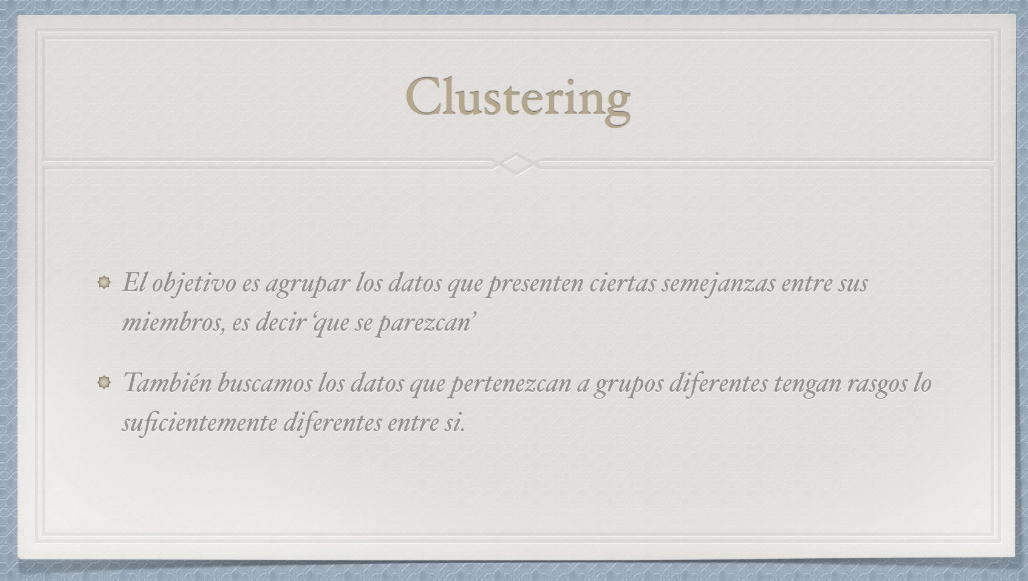 Clustering
El objetivo es agrupar los datos que presenten ciertas semejanzas entre sus
miembros, es decir ‘que se parezcan’
También buscamos los datos que pertenezcan a grupos diferentes tengan rasgos lo
suficientemente diferentes entre si.